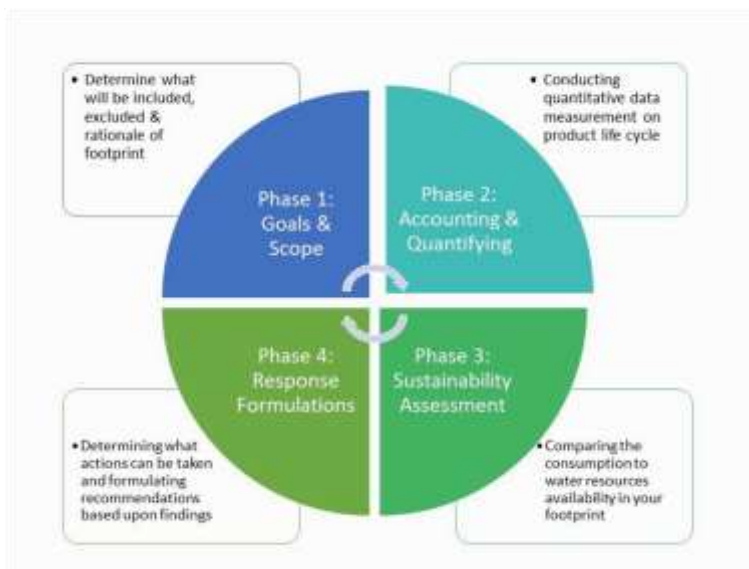 • Determine what
will be included,
excluded &
rationale of
footprint
Phase 1:
Goals &
Scope
• Conducting
quantitative data
measurement on
product life cycle
Phase 2:
Accounting &
Quantifying
Phase 4:
Response
Formulations
•Determining what
actions can be taken
and formulating
recommendations
based upon findings
Phase 3:
Sustainability
Assessment
•Comparing the
consumption to
water resources
availability in your
footprint